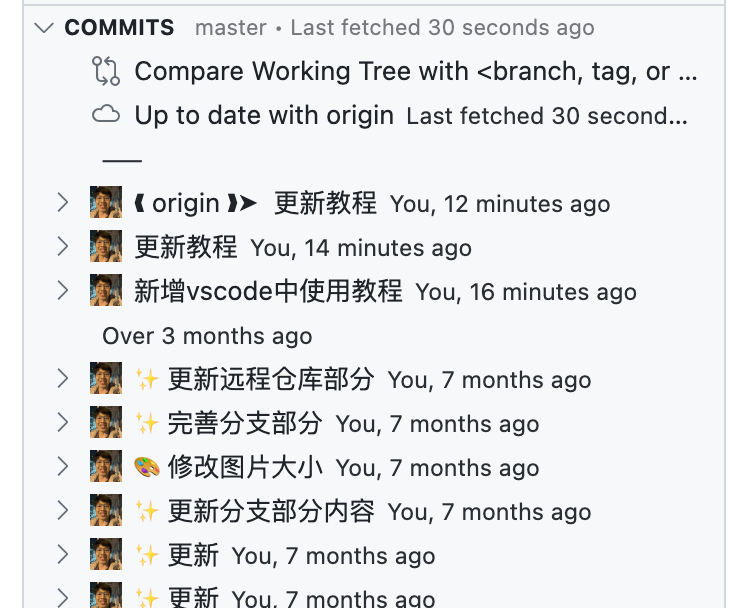 COMMITS master • Last fetched 30 seconds ago
Compare Working Tree with <branch, tag, or ...
Up to date with origin Last fetched 30 second...
❰ origin ❱➤ 更新教程 You, 12 minutes ago
更新教程 You, 14 minutes ago
新增vscode中使用教程 You, 16 minutes ago
Over 3 months ago
✨ 更新远程仓库部分 You, 7 months ago
✨ 完善分支部分 You, 7 months ago
🎨 修改图片大小 You, 7 months ago
✨ 更新分支部分内容 You, 7 months ago
✨ 更新 You, 7 months ago
✨ 更新 You, 7 months ago